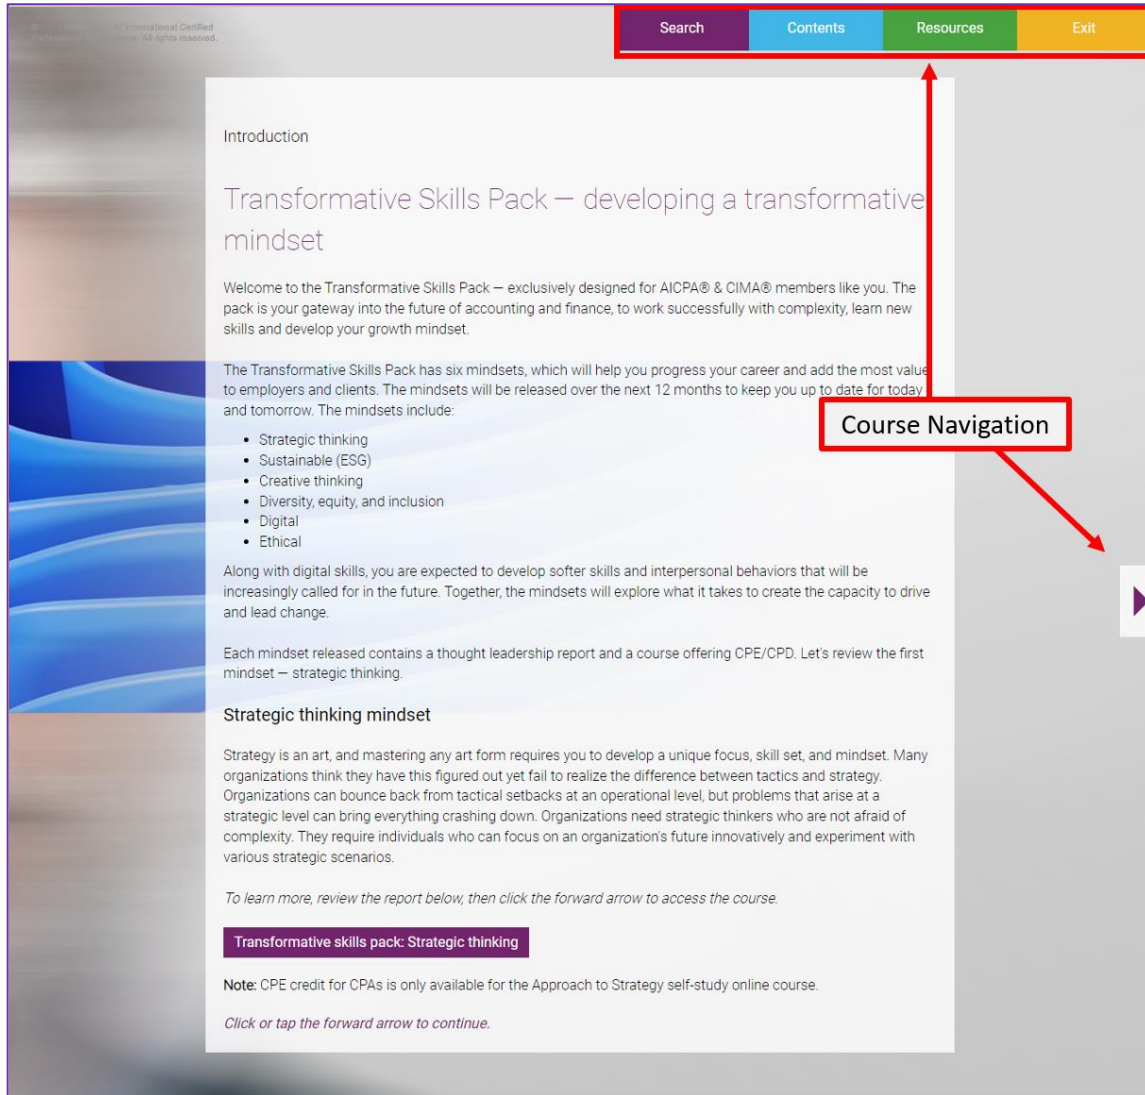 International Certified
All rights reserved.
Search Contents Resources Exit
Introduction
Transformative Skills Pack — developing a transformative
mindset
Welcome to the Transformative Skills Pack — exclusively designed for AICPA® & CIMA® members like you. The
pack is your gateway into the future of accounting and finance, to work successfully with complexity, learn new
skills and develop your growth mindset.
The Transformative Skills Pack has six mindsets, which will help you progress your career and add the most value
to employers and clients. The mindsets will be released over the next 12 months to keep you up to date for today
and tomorrow. The mindsets include:
Course Navigation
• Strategic thinking
• Sustainable (ESG)
• Creative thinking
• Diversity, equity, and inclusion
• Digital
• Ethical
Along with digital skills, you are expected to develop softer skills and interpersonal behaviors that will be
increasingly called for in the future. Together, the mindsets will explore what it takes to create the capacity to drive
and lead change.
Each mindset released contains a thought leadership report and a course offering CPE/CPD. Let's review the first
mindset — strategic thinking.
Strategic thinking mindset
Strategy is an art, and mastering any art form requires you to develop a unique focus, skill set, and mindset. Many
organizations think they have this figured out yet fail to realize the difference between tactics and strategy.
Organizations can bounce back from tactical setbacks at an operational level, but problems that arise at a
strategic level can bring everything crashing down. Organizations need strategic thinkers who are not afraid of
complexity. They require individuals who can focus on an organization's future innovatively and experiment with
various strategic scenarios.
To learn more, review the report below, then click the forward arrow to access the course.
Transformative skills pack: Strategic thinking
Note: CPE credit for CPAs is only available for the Approach to Strategy self-study online course.
Click or tap the forward arrow to continue.